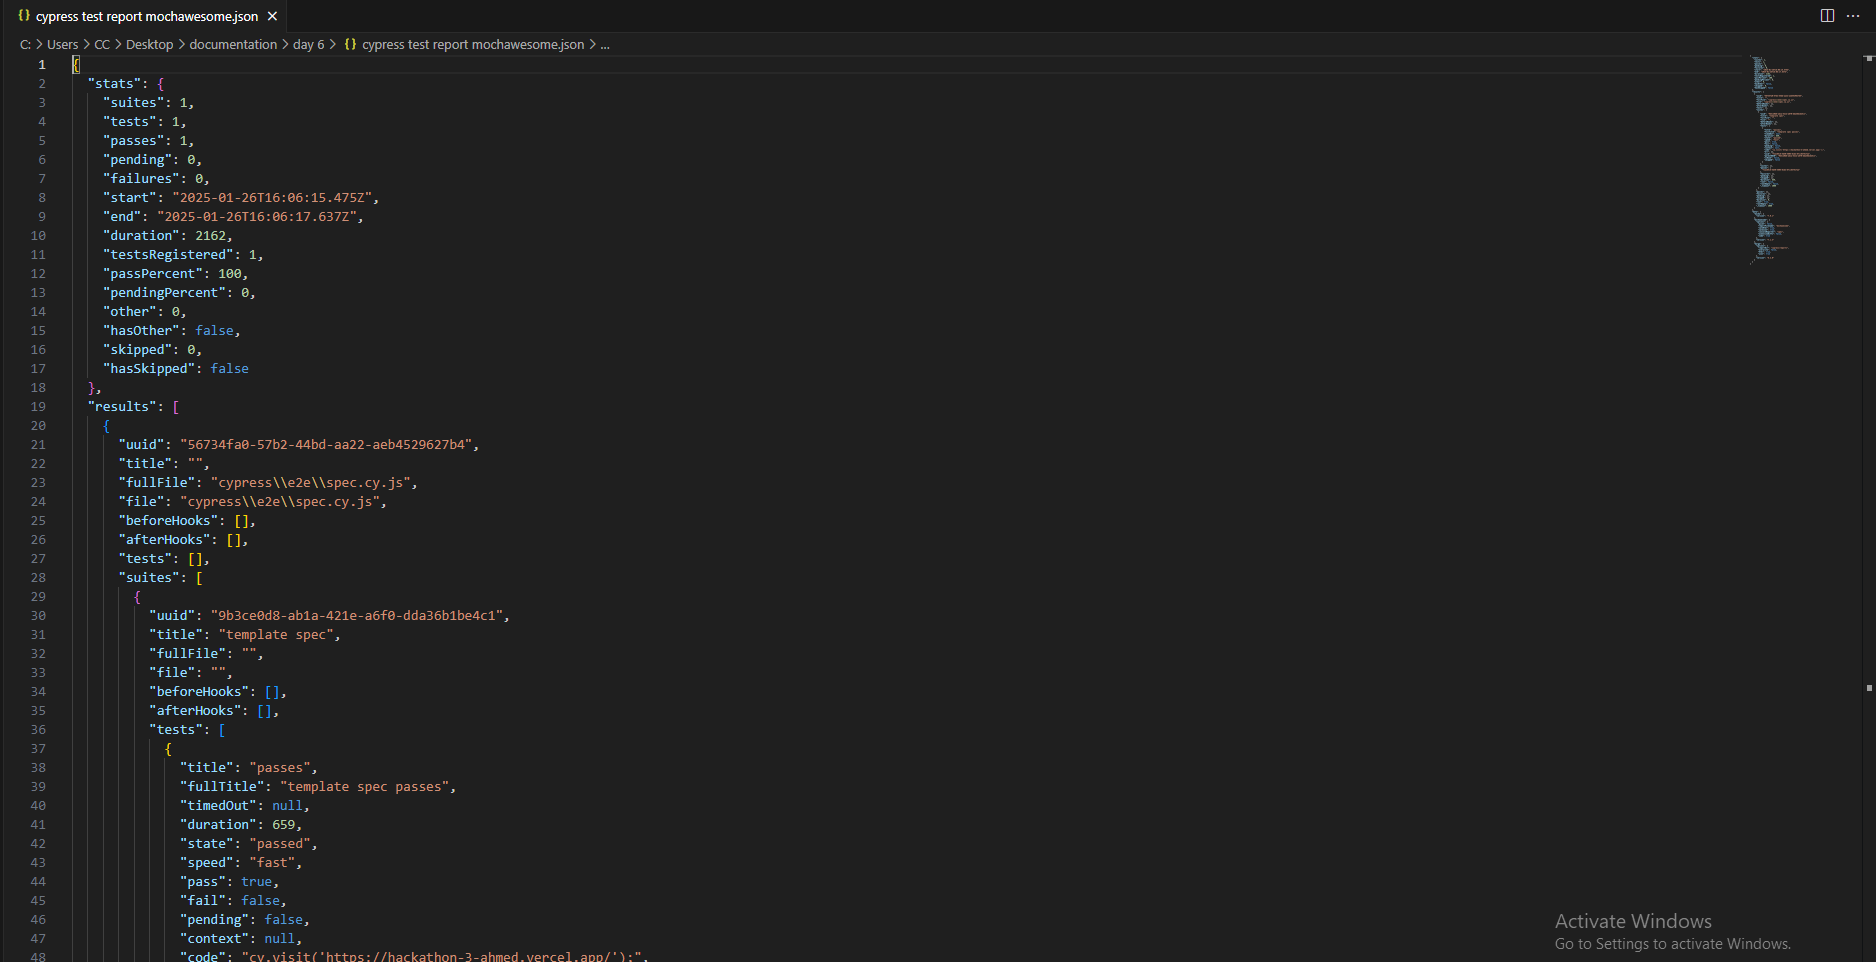 {} cypress test report mochawesome.json ×
C: > Users > CC > Desktop > documentation > day 6 > {} cypress test report mochawesome.json > ...
1 {
2 "stats": {
3 "suites": 1,
4 "tests": 1,
5 "passes": 1,
6 "pending": 0,
7 "failures": 0,
8 "start": "2025-01-26T16:06:15.475Z",
9 "end": "2025-01-26T16:06:17.637Z",
10 "duration": 2162,
11 "testsRegistered": 1,
12 "passPercent": 100,
13 "pendingPercent": 0,
14 "other": 0,
15 "hasOther": false,
16 "skipped": 0,
17 "hasSkipped": false
18 },
19 "results": [
20 {
21 "uuid": "56734fa0-57b2-44bd-aa22-aeb4529627b4",
22 "title": "",
23 "fullFile": "cypress\\e2e\\spec.cy.js",
24 "file": "cypress\\e2e\\spec.cy.js",
25 "beforeHooks": [],
26 "afterHooks": [],
27 "tests": [],
28 "suites": [
29 {
30 "uuid": "9b3ce0d8-ab1a-421e-a6f0-dda36b1be4c1",
31 "title": "template spec",
32 "fullFile": "",
33 "file": "",
34 "beforeHooks": [],
35 "afterHooks": [],
36 "tests": [
37 {
38 "title": "passes",
39 "fullTitle": "template spec passes",
40 "timedOut": null,
41 "duration": 659,
42 "state": "passed",
43 "speed": "fast",
44 "pass": true,
45 "fail": false,
46 "pending": false,
47 "context": null,
48 "code": "cy.visit('https://hackathon-3-ahmed.vercel.app/');",
Activate Windows
Go to Settings to activate Windows.